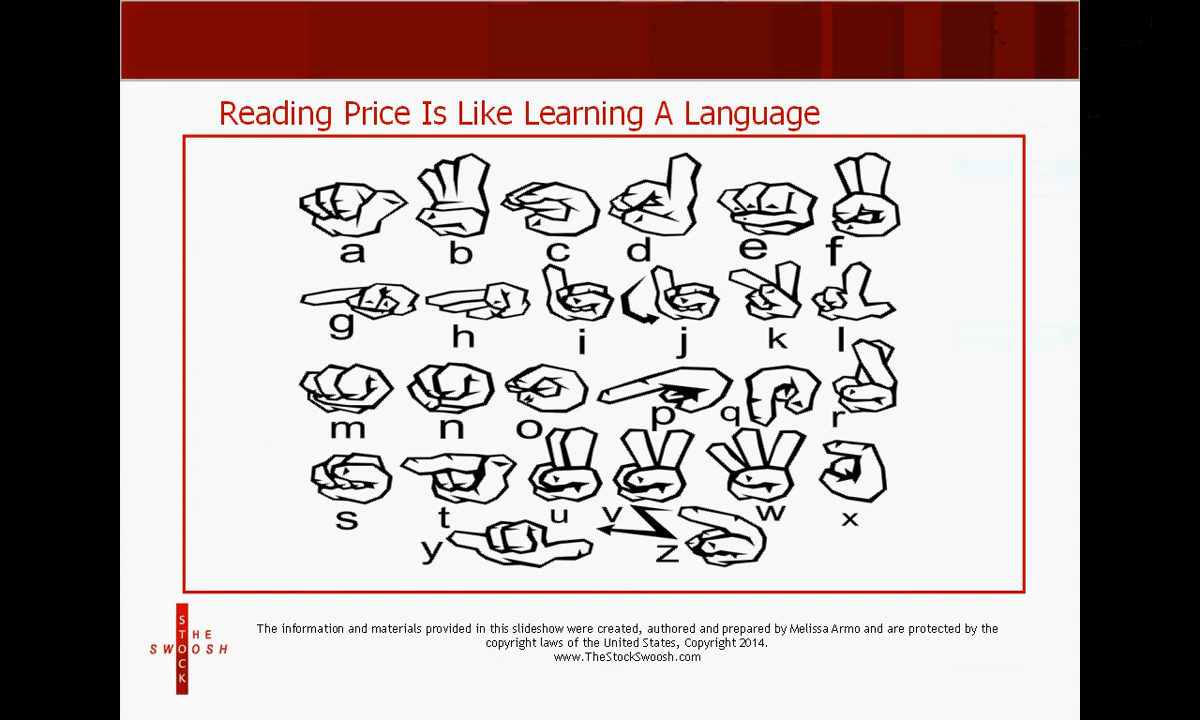 Reading Price Is Like Learning A Language
a b c d e f
g h i j k l
m n o p q r
s t u v w x
y z
S
T
O
C
K
THE
SWOOSH
The information and materials provided in this slideshow were created, authored and prepared by Melissa Armo and are protected by the
copyright laws of the United States, Copyright 2014.
www.TheStockSwoosh.com